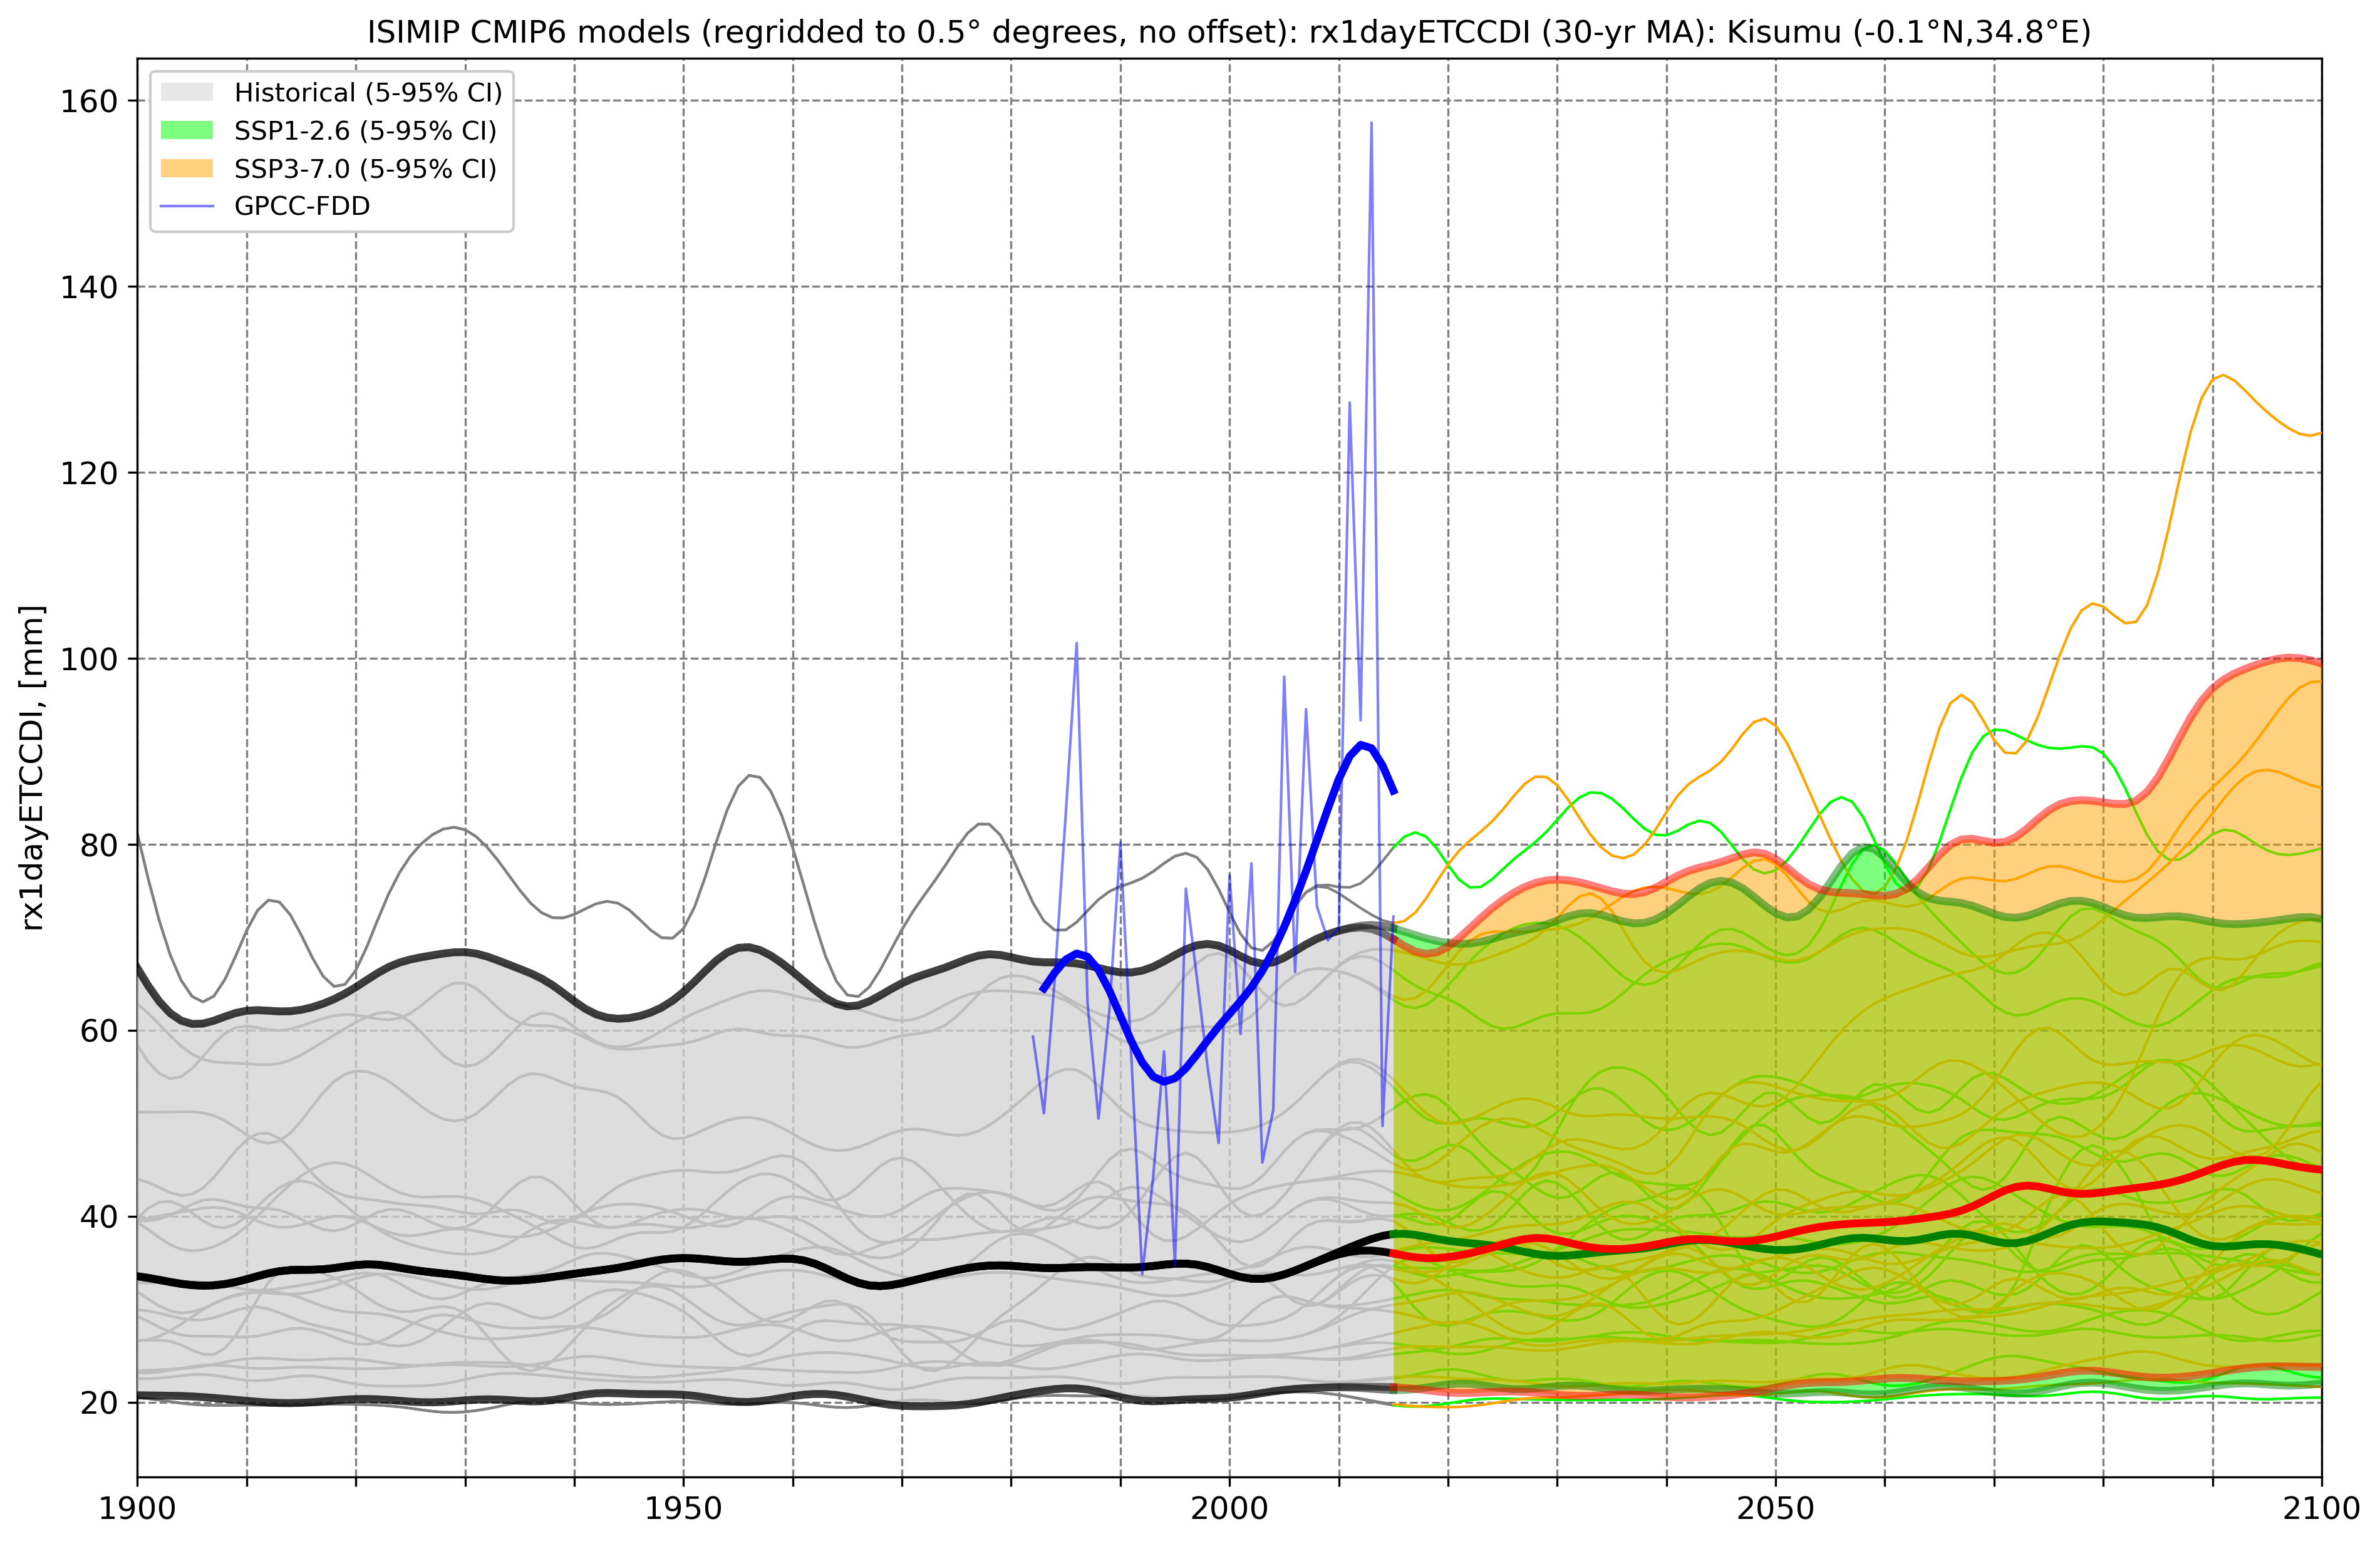 ISIMIP CMIP6 models (regridded to 0.5° degrees, no offset): rx1dayETCCDI (30-yr MA): Kisumu (-0.1°N,34.8°E)
Historical (5-95% CI)
SSP1-2.6 (5-95% CI)
SSP3-7.0 (5-95% CI)
GPCC-FDD
rx1dayETCCDI, [mm]
160
140
120
100
80
60
40
20
1900 1950 2000 2050 2100